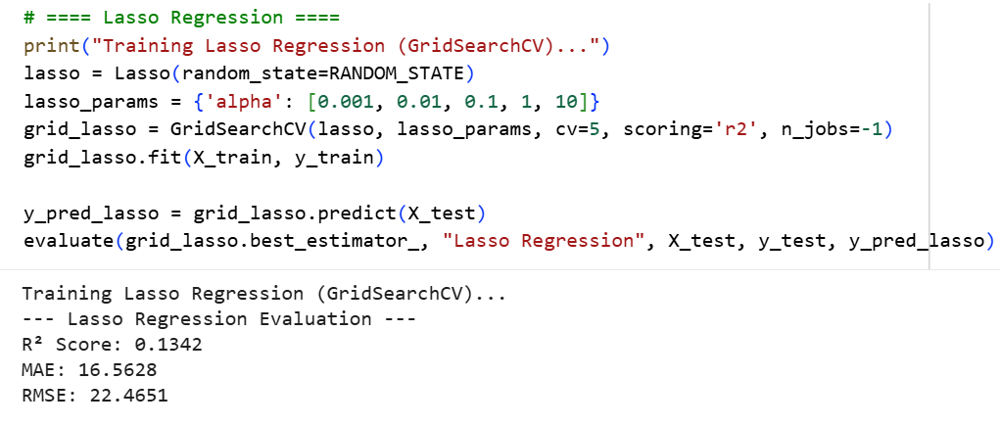 # ==== Lasso Regression ====
print("Training Lasso Regression (GridSearchCV)...")
lasso = Lasso(random_state=RANDOM_STATE)
lasso_params = {'alpha': [0.001, 0.01, 0.1, 1, 10]}
grid_lasso = GridSearchCV(lasso, lasso_params, cv=5, scoring='r2', n_jobs=-1)
grid_lasso.fit(X_train, y_train)
y_pred_lasso = grid_lasso.predict(X_test)
evaluate(grid_lasso.best_estimator_, "Lasso Regression", X_test, y_test, y_pred_lasso)
Training Lasso Regression (GridSearchCV)...
--- Lasso Regression Evaluation ---
R² Score: 0.1342
MAE: 16.5628
RMSE: 22.4651